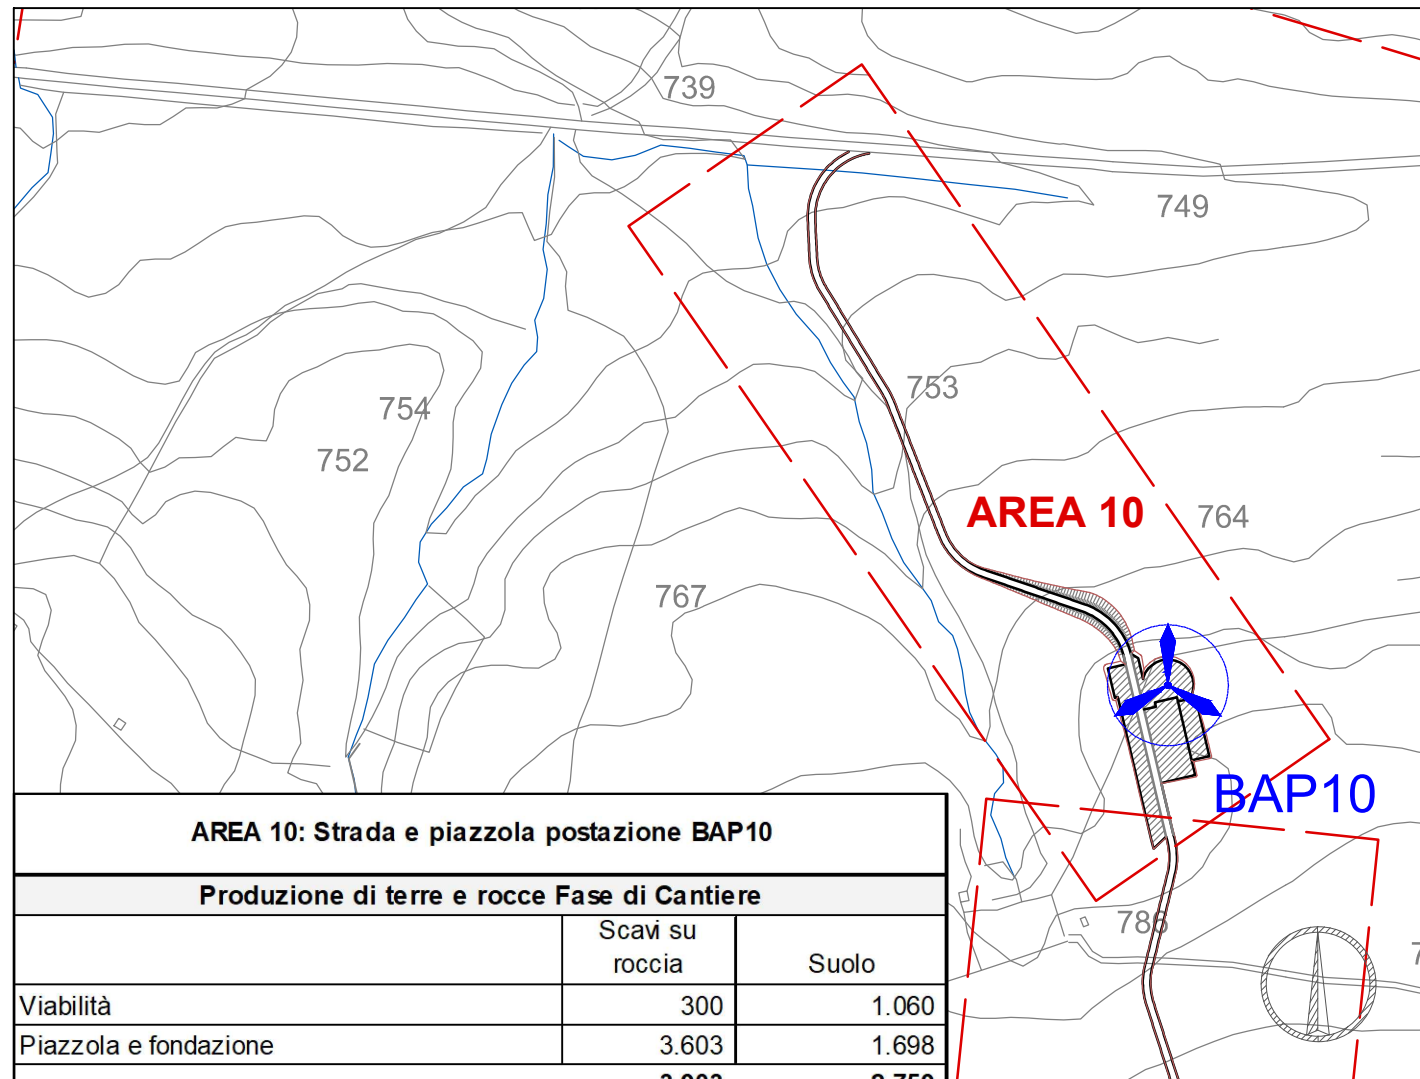 739
749
753
754
752
AREA 10
764
767
BAP10
AREA 10: Strada e piazzola postazione BAP10
Produzione di terre e rocce Fase di Cantiere
Scavi su
roccia
Suolo
786
Viabilità 300 1.060
Piazzola e fondazione 3.603 1.698